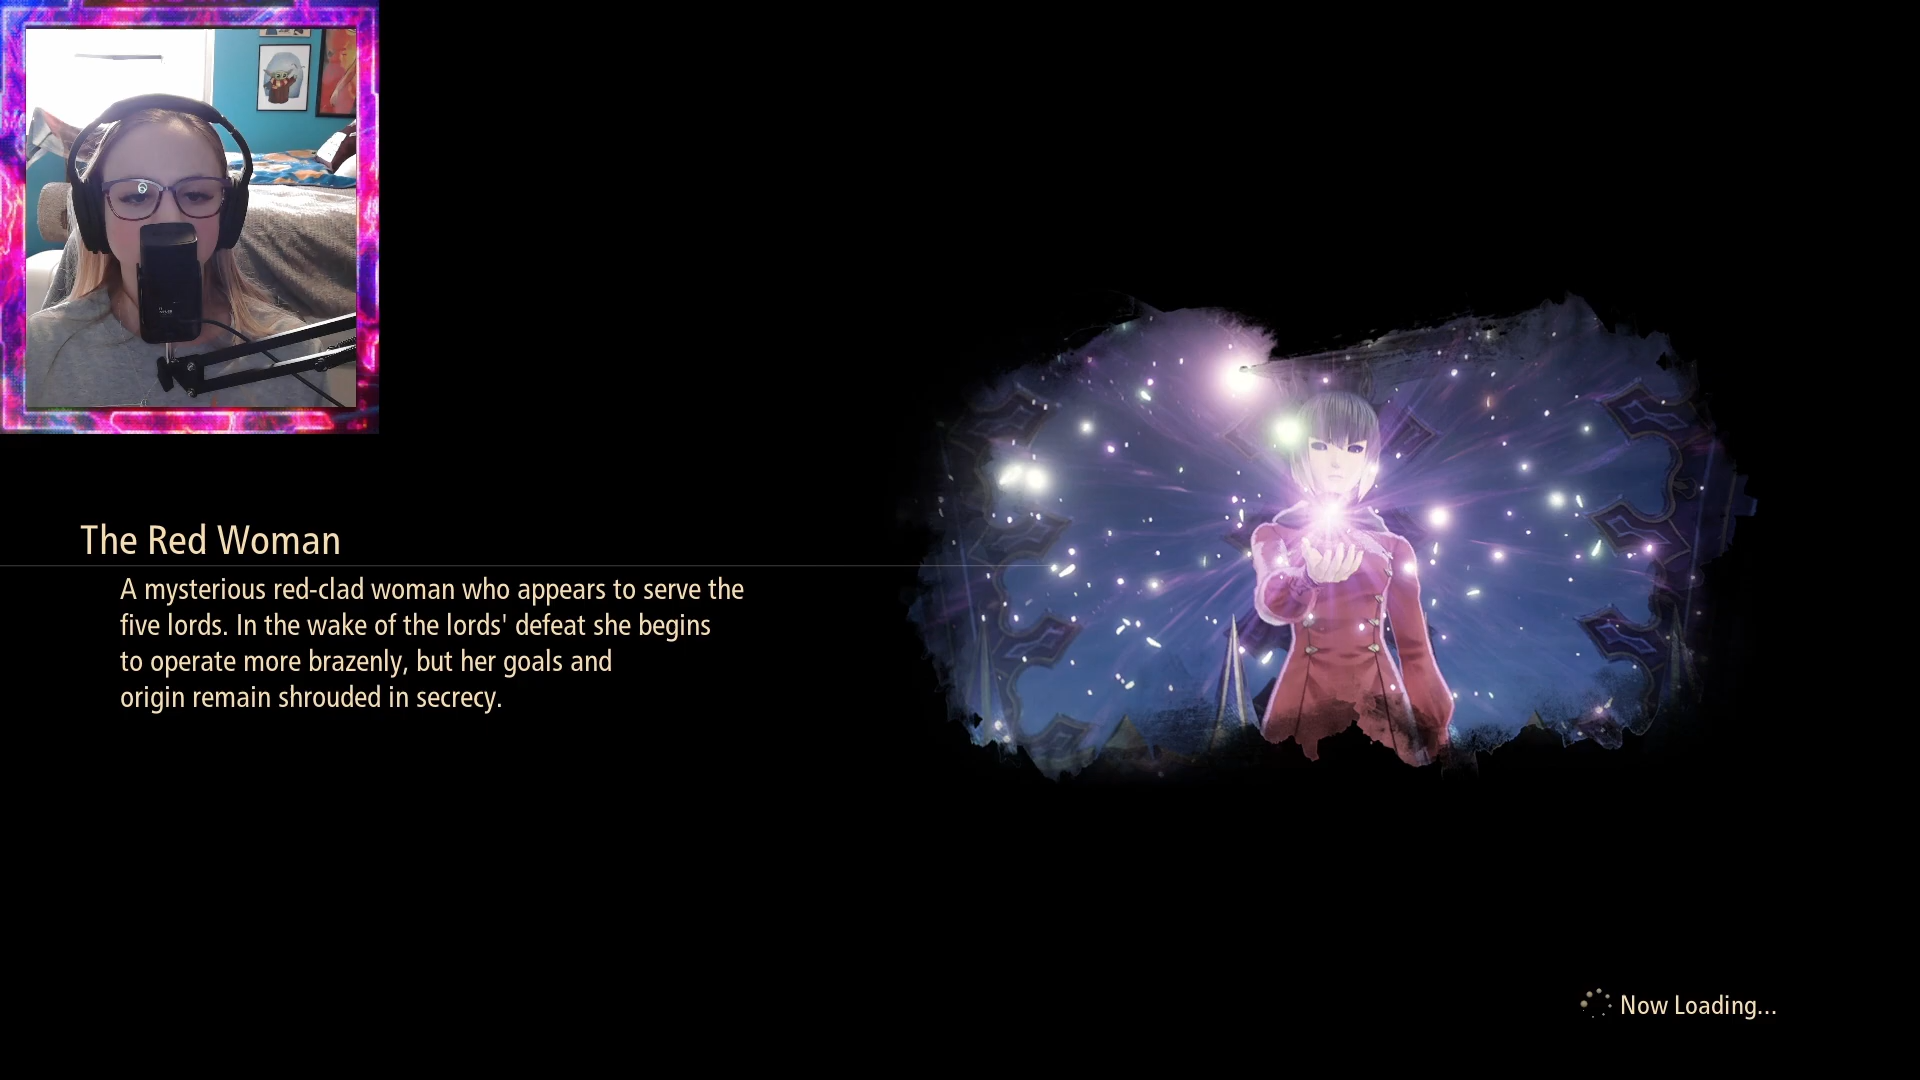 The Red Woman
A mysterious red-clad woman who appears to serve the
five lords. In the wake of the lords' defeat she begins
to operate more brazenly, but her goals and
origin remain shrouded in secrecy.
Now Loading...